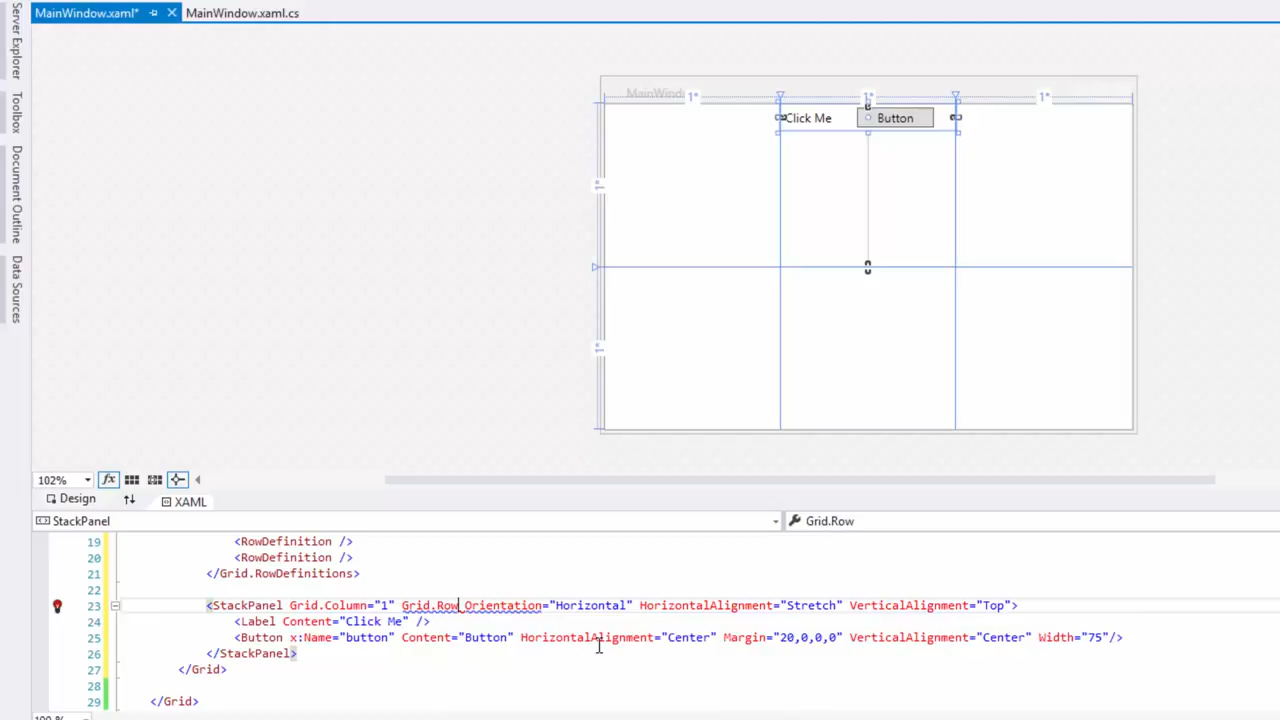 MainWindow.xaml*
MainWindow.xaml.cs
Server Explorer
Toolbox
Document Outline
Data Sources
1*
1*
1*
Click Me
Button
1*
1*
102%
fx
Design
XAML
StackPanel
Grid.Row
19 <RowDefinition />
20 <RowDefinition />
21 </Grid.RowDefinitions>
22
23 <StackPanel Grid.Column="1" Grid.Row Orientation="Horizontal" HorizontalAlignment="Stretch" VerticalAlignment="Top">
24 <Label Content="Click Me" />
25 <Button x:Name="button" Content="Button" HorizontalAlignment="Center" Margin="20,0,0,0" VerticalAlignment="Center" Width="75"/>
26 </StackPanel>
27 </Grid>
28
29 </Grid>